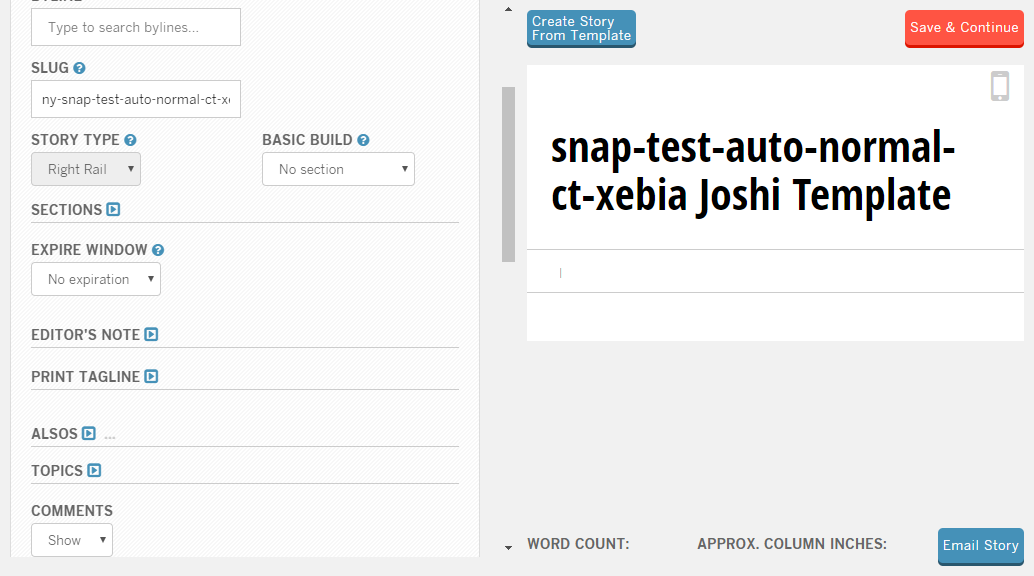 Type to search bylines...
SLUG
ny-snap-test-auto-normal-ct-x
STORY TYPE
BASIC BUILD
Right Rail
No section
SECTIONS
EXPIRE WINDOW
No expiration
EDITOR'S NOTE
PRINT TAGLINE
ALSOS ...
TOPICS
COMMENTS
Show
Create Story
From Template
Save & Continue
snap-test-auto-normal-
ct-xebia Joshi Template
|
WORD COUNT:
APPROX. COLUMN INCHES:
Email Story